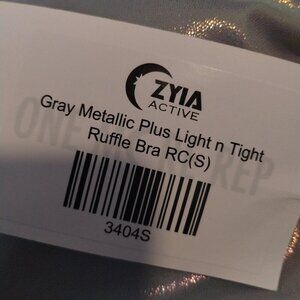 ZYIA
ACTIVE
Gray Metallic Plus Light n Tight
Ruffle Bra RC(S)
3404S